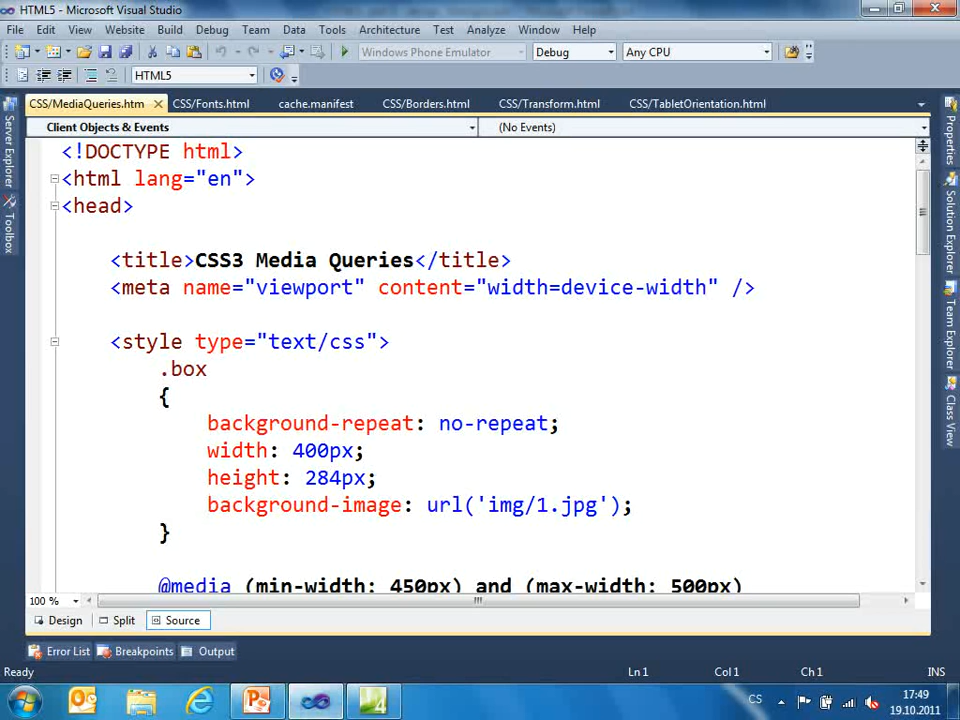 HTML5 - Microsoft Visual Studio
File Edit View Website Build Debug Team Data Tools Architecture Test Analyze Window Help
Windows Phone Emulator Debug Any CPU
HTML5
CSS/MediaQueries.htm CSS/Fonts.html cache.manifest CSS/Borders.html CSS/Transform.html CSS/TabletOrientation.html
Client Objects & Events (No Events)
<!DOCTYPE html>
<html lang="en">
<head>
<title>CSS3 Media Queries</title>
<meta name="viewport" content="width=device-width" />
<style type="text/css">
.box
{
background-repeat: no-repeat;
width: 400px;
height: 284px;
background-image: url('img/1.jpg');
}
@media (min-width: 450px) and (max-width: 500px)
100 %
Design Split Source
Error List Breakpoints Output
Ready Ln 1 Col 1 Ch 1 INS
Server Explorer
Toolbox
Properties
Solution Explorer
Team Explorer
Class View
CS 17:49
19.10.2011